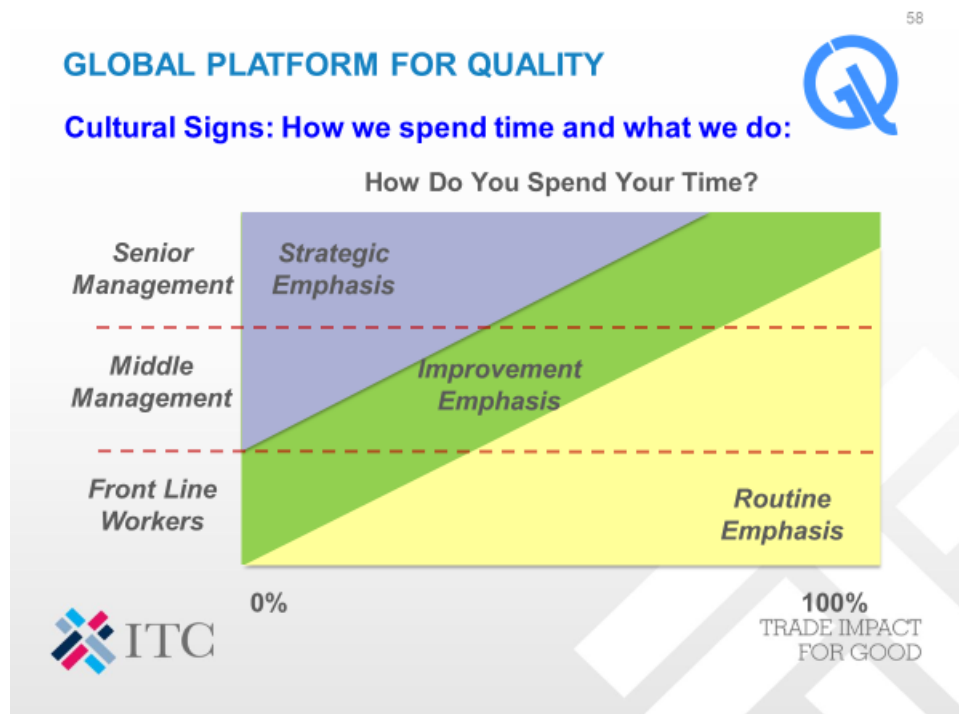 58
GLOBAL PLATFORM FOR QUALITY
Cultural Signs: How we spend time and what we do:
How Do You Spend Your Time?
Senior
Management
Strategic
Emphasis
Middle
Management
Improvement
Emphasis
Front Line
Workers
Routine
Emphasis
0%
100%
ITC
TRADE IMPACT
FOR GOOD